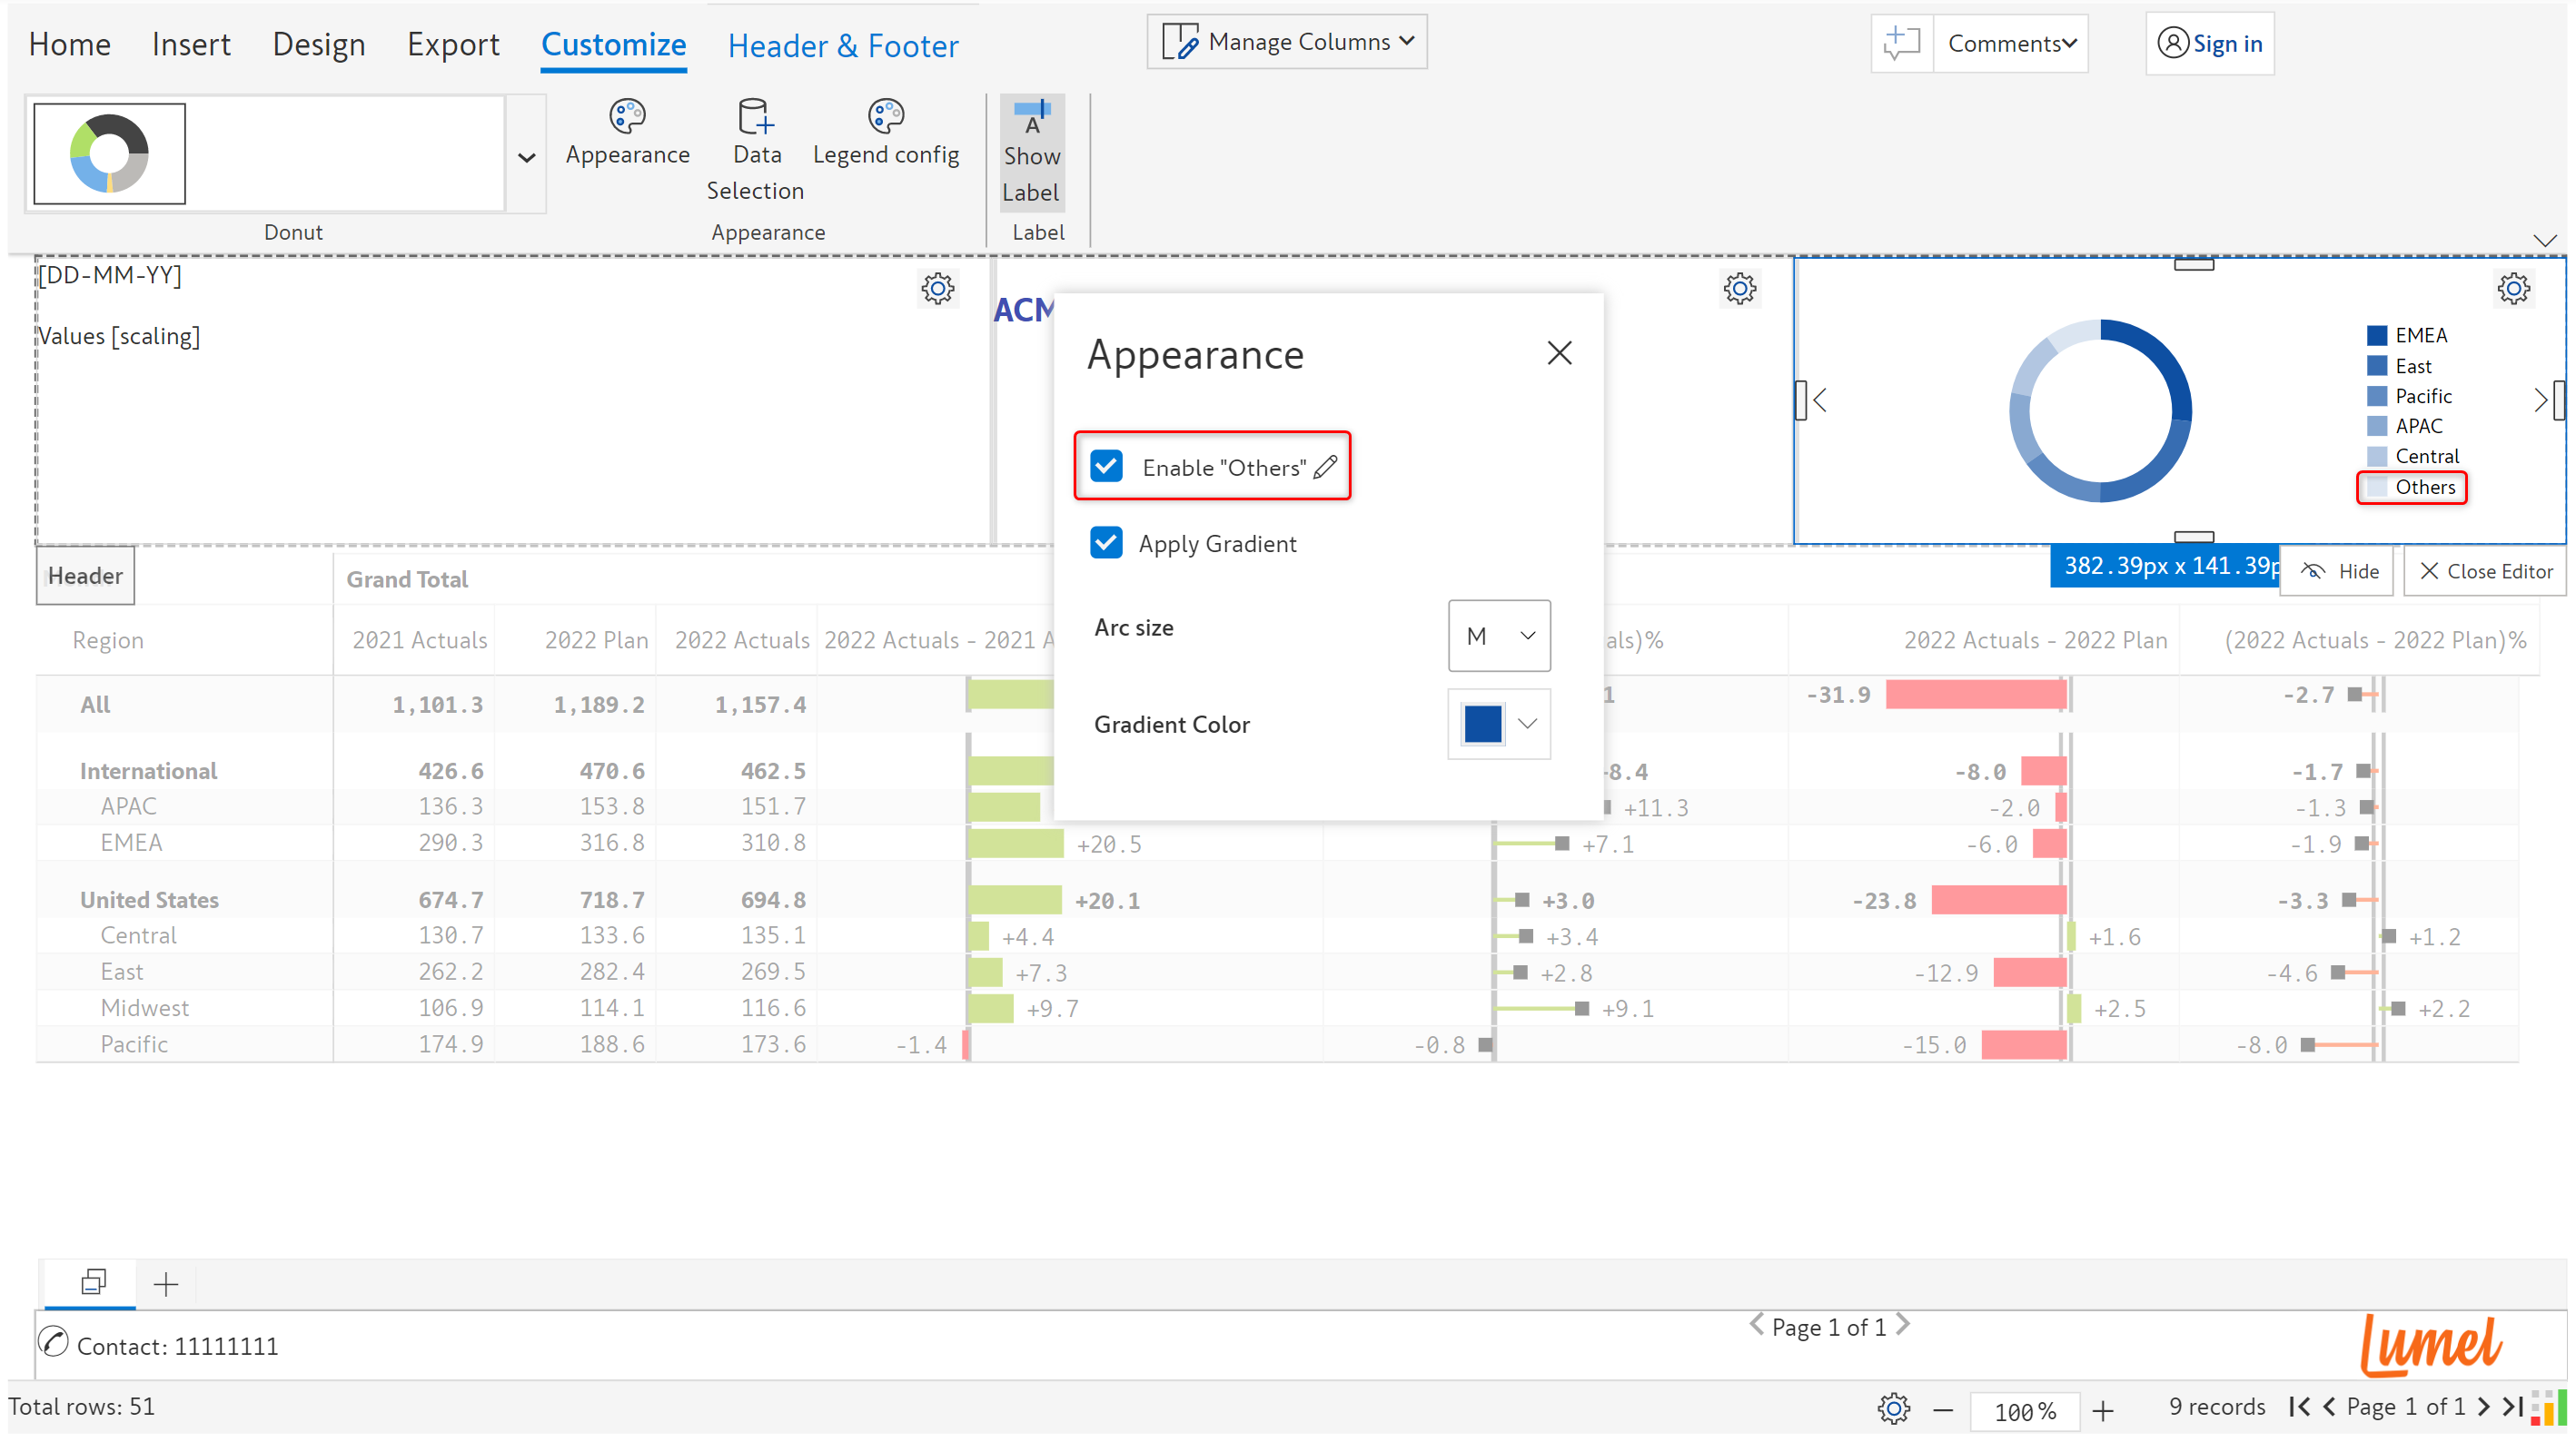 Home Insert Design Export Customize Header & Footer Manage Columns Comments Sign in
Appearance Data Selection Legend config Show Label
Donut Appearance Label
[DD-MM-YY]
Values [scaling]
ACM
Appearance
Enable "Others"
Apply Gradient
Arc size M
Gradient Color
EMEA
East
Pacific
APAC
Central
Others
382.39px x 141.39p Hide Close Editor
Header Grand Total
Region 2021 Actuals 2022 Plan 2022 Actuals 2022 Actuals - 2021 A als)% 2022 Actuals - 2022 Plan (2022 Actuals - 2022 Plan)%
All 1,101.3 1,189.2 1,157.4 1 -31.9 -2.7
International 426.6 470.6 462.5 8.4 -8.0 -1.7
APAC 136.3 153.8 151.7 +11.3 -2.0 -1.3
EMEA 290.3 316.8 310.8 +20.5 +7.1 -6.0 -1.9
United States 674.7 718.7 694.8 +20.1 +3.0 -23.8 -3.3
Central 130.7 133.6 135.1 +4.4 +3.4 +1.6 +1.2
East 262.2 282.4 269.5 +7.3 +2.8 -12.9 -4.6
Midwest 106.9 114.1 116.6 +9.7 +9.1 +2.5 +2.2
Pacific 174.9 188.6 173.6 -1.4 -0.8 -15.0 -8.0
Page 1 of 1
Contact: 11111111 Lumel
Total rows: 51 100% 9 records Page 1 of 1